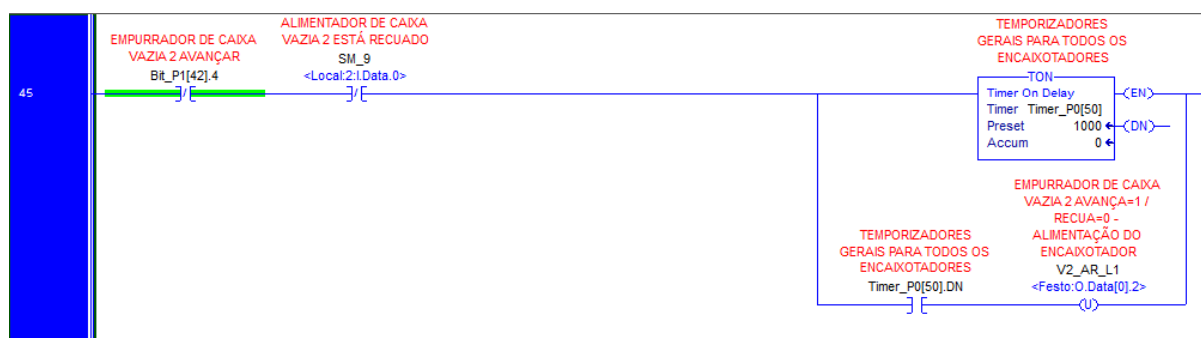 45
EMPURRADOR DE CAIXA
VAZIA 2 AVANÇAR
Bit_P1[42].4
ALIMENTADOR DE CAIXA
VAZIA 2 ESTÁ RECUADO
SM_9
<Local:2:I.Data.0>
TEMPORIZADORES
GERAIS PARA TODOS OS
ENCAIXOTADORES
TON
Timer On Delay
Timer Timer_P0[50]
Preset 1000
Accum 0
EN
DN
TEMPORIZADORES
GERAIS PARA TODOS OS
ENCAIXOTADORES
Timer_P0[50].DN
EMPURRADOR DE CAIXA
VAZIA 2 AVANÇA=1 /
RECUA=0 -
ALIMENTAÇÃO DO
ENCAIXOTADOR
V2_AR_L1
<Festo:O.Data[0].2>
U